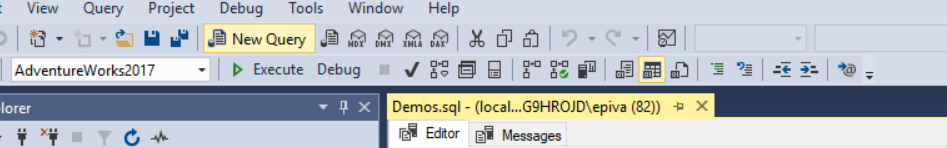 View Query Project Debug Tools Window Help
New Query MDX DMX XMLA DAX
AdventureWorks2017 Execute Debug
lorer Demos.sql - (local...G9HROJD\epiva (82))
Editor Messages